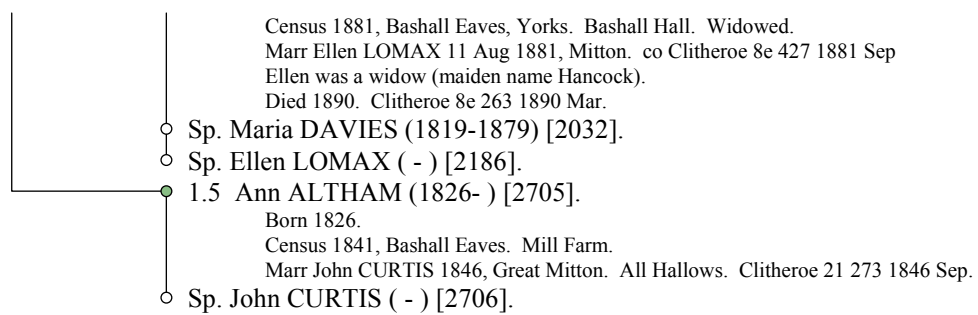 Census 1881, Bashall Eaves, Yorks.  Bashall Hall.  Widowed.
Marr Ellen LOMAX 11 Aug 1881, Mitton.  co Clitheroe 8e 427 1881 Sep
Ellen was a widow (maiden name Hancock).
Died 1890.  Clitheroe 8e 263 1890 Mar.
Sp. Maria DAVIES (1819-1879) [2032].
Sp. Ellen LOMAX ( - ) [2186].
1.5  Ann ALTHAM (1826- ) [2705].
Born 1826.
Census 1841, Bashall Eaves.  Mill Farm.
Marr John CURTIS 1846, Great Mitton.  All Hallows.  Clitheroe 21 273 1846 Sep.
Sp. John CURTIS ( - ) [2706].